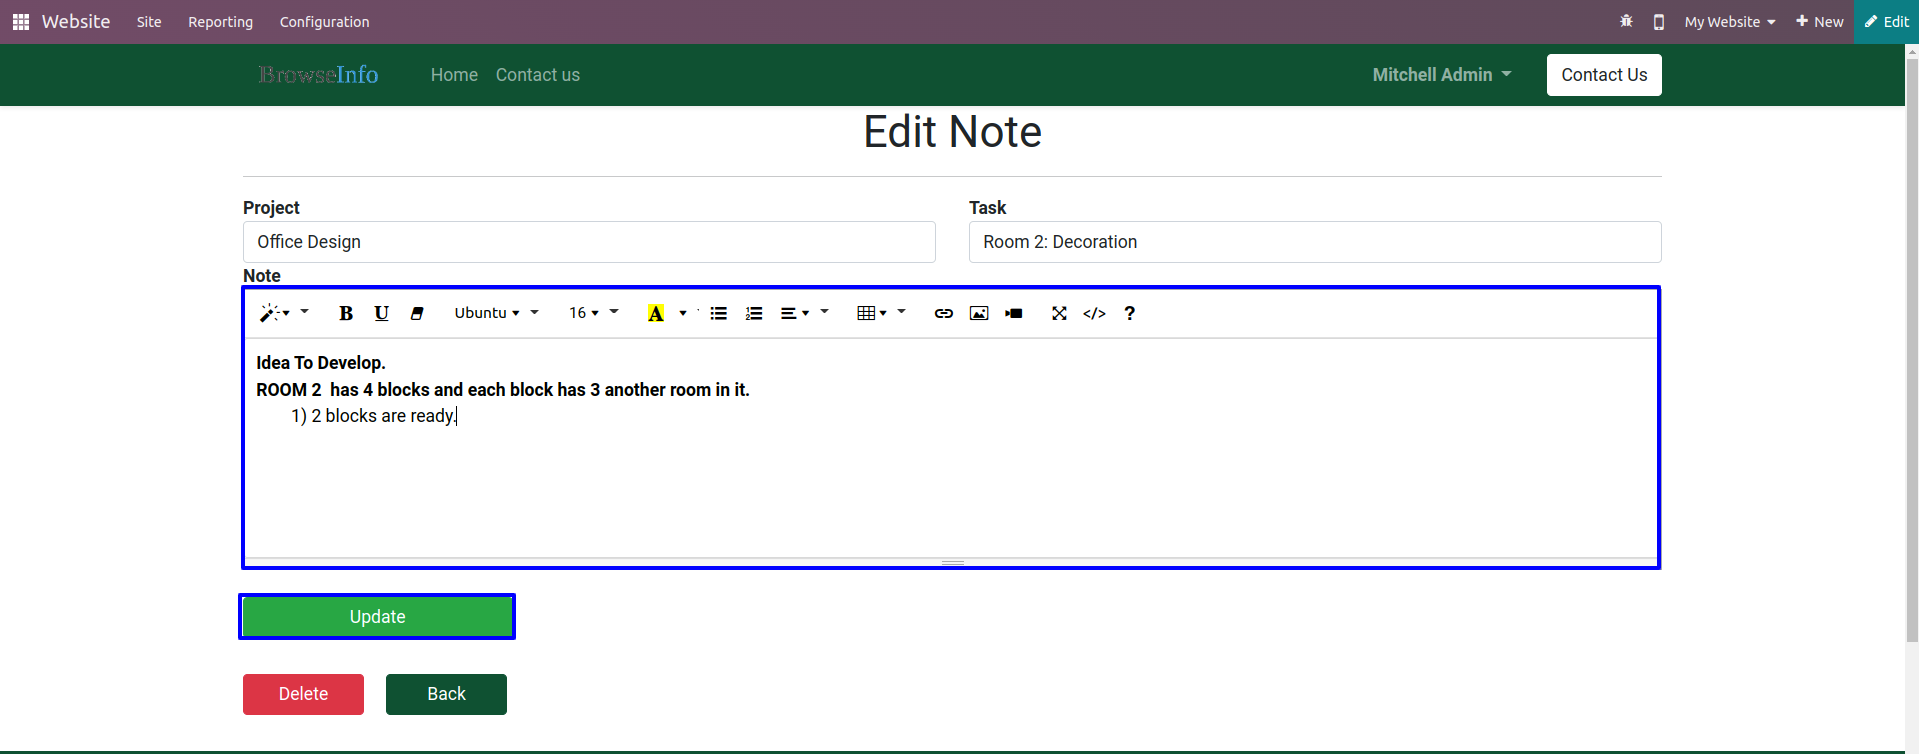 Website Site Reporting Configuration My Website New Edit
BrowseInfo Home Contact us Mitchell Admin Contact Us
Edit Note
Project Task
Office Design Room 2: Decoration
Note
B U Ubuntu 16 A </> ?
Idea To Develop.
ROOM 2  has 4 blocks and each block has 3 another room in it.
1) 2 blocks are ready.
Update
Delete Back